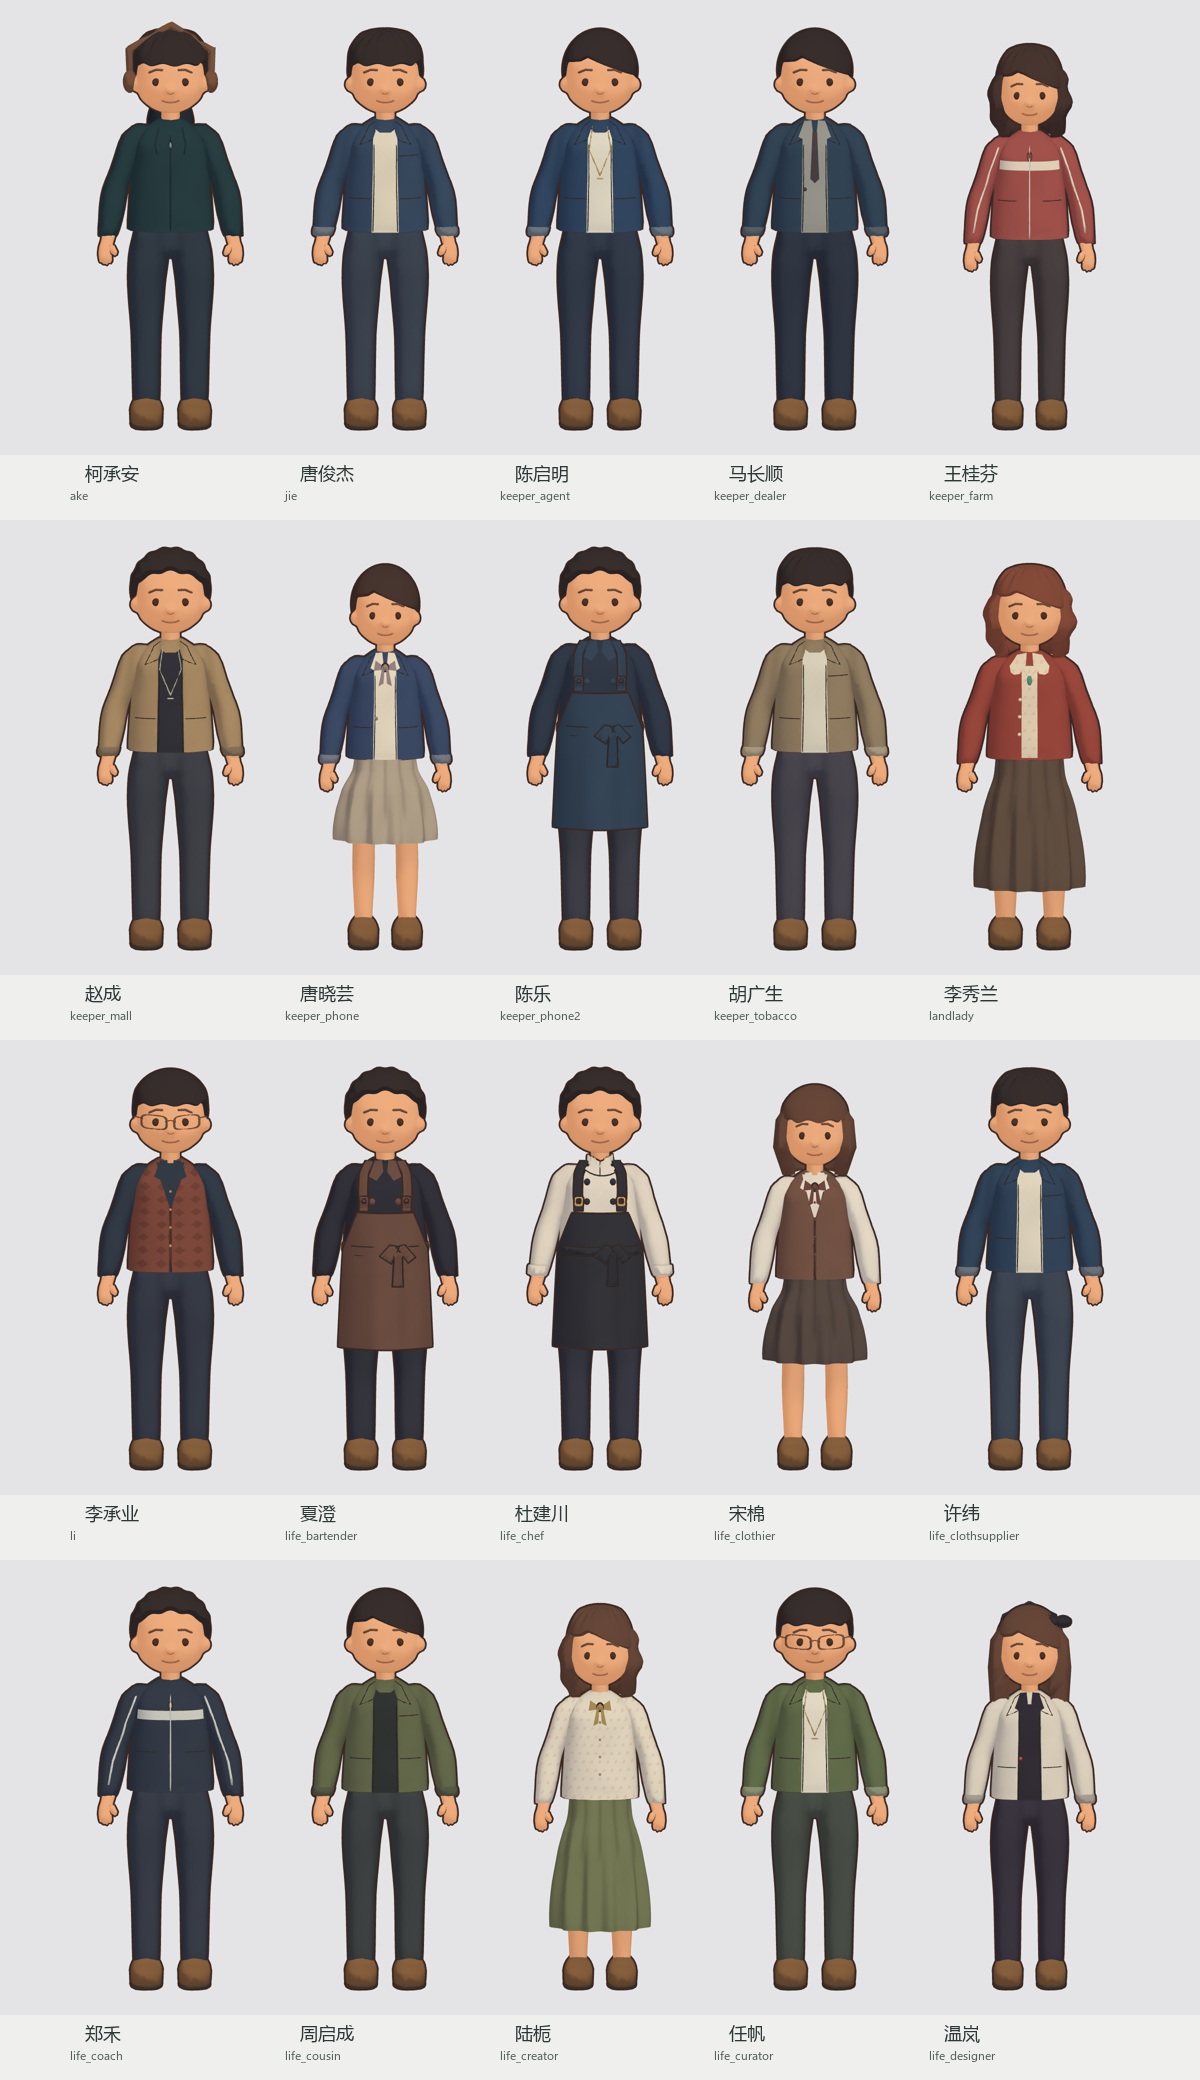 柯承安
ake
唐俊杰
jie
陈启明
keeper_agent
马长顺
keeper_dealer
王桂芬
keeper_farm
赵成
keeper_mall
唐晓芸
keeper_phone
陈乐
keeper_phone2
胡广生
keeper_tobacco
李秀兰
landlady
李承业
li
夏澄
life_bartender
杜建川
life_chef
宋棉
life_clothier
许纬
life_clothsupplier
郑禾
life_coach
周启成
life_cousin
陆栀
life_creator
任帆
life_curator
温岚
life_designer